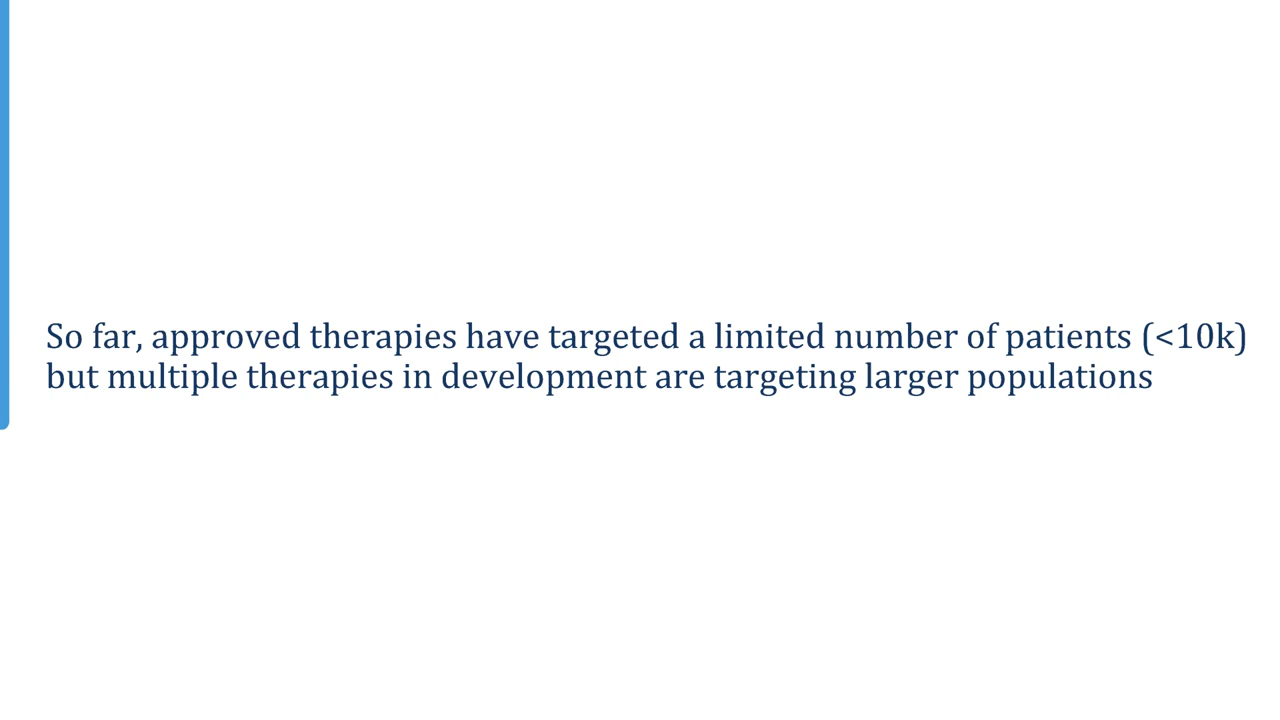 So far, approved therapies have targeted a limited number of patients (<10k)
but multiple therapies in development are targeting larger populations